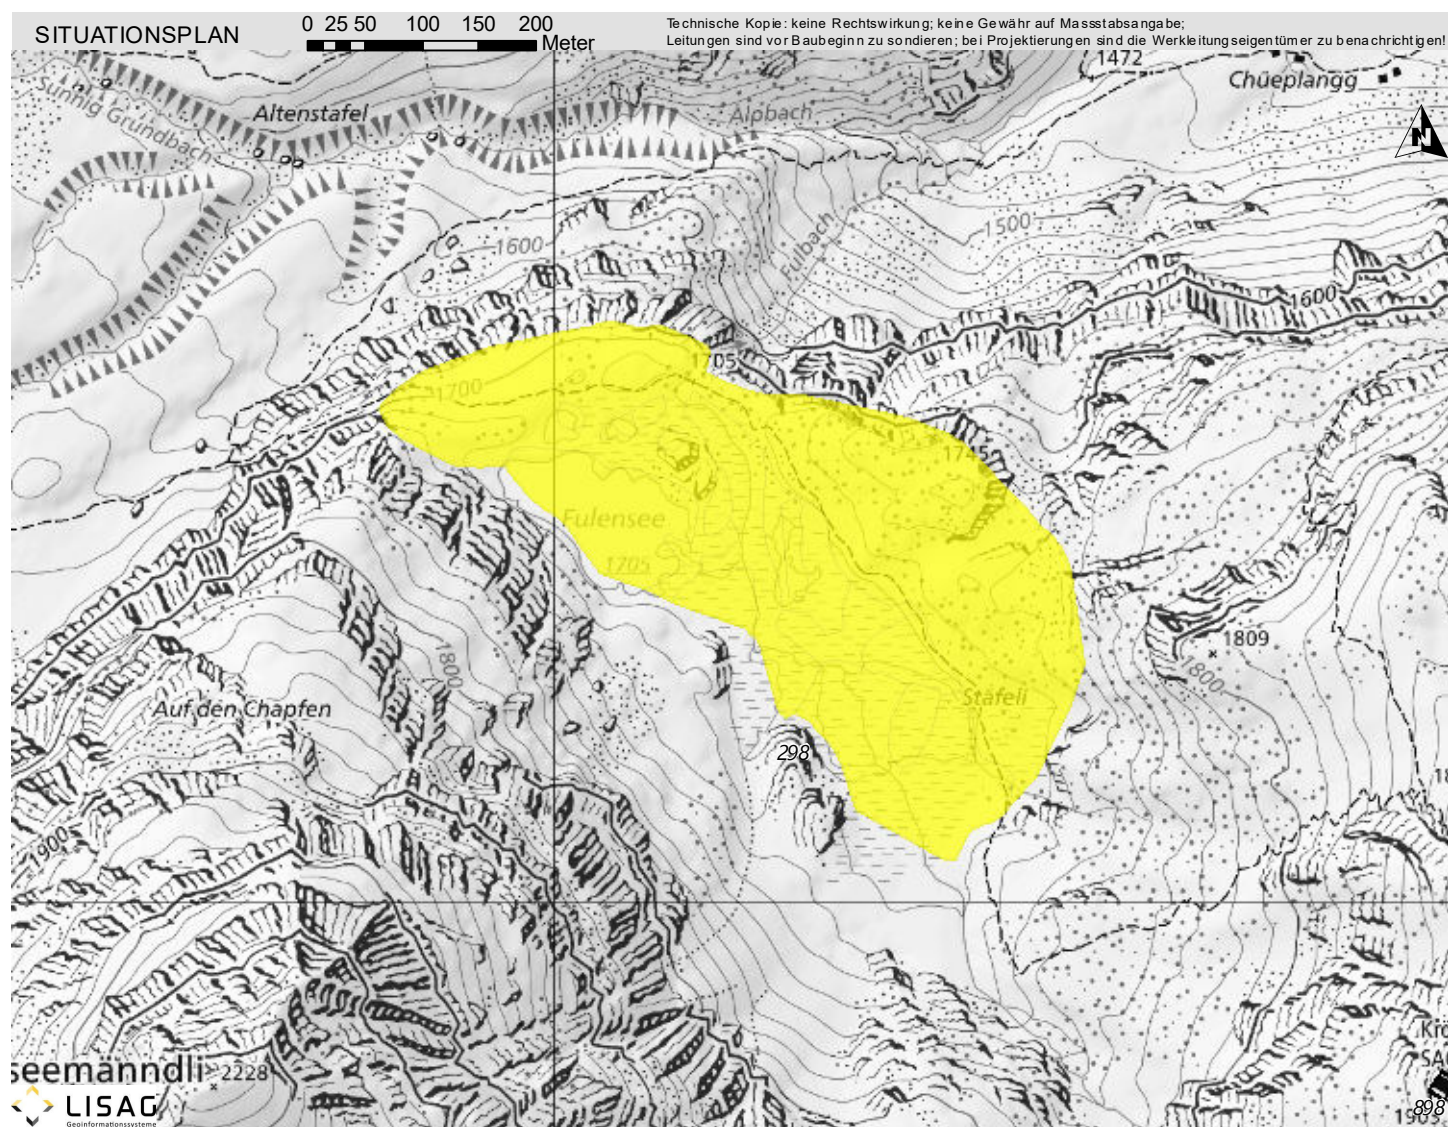 SITUATIONSPLAN
0 25 50 100 150 200
Meter
Technische Kopie: keine Rechtswirkung; keine Gewähr auf Massstabsangabe;
Leitungen sind vor Baubeginn zu sondieren; bei Projektierungen sind die Werkleitungseigentümer zu benachrichtigen!
1472
Chüeplangg
Sunnig Grundbach
Altenstafel
Alpbach
N
1600
Fulbach
1500
1600
1705
1700
1745
Fulensee
1705
1809
1800
1800
Stäfeli
Auf den Chapfen
298
1900
seemänndli
2228
1903
898
LISAG
Geoinformationssysteme